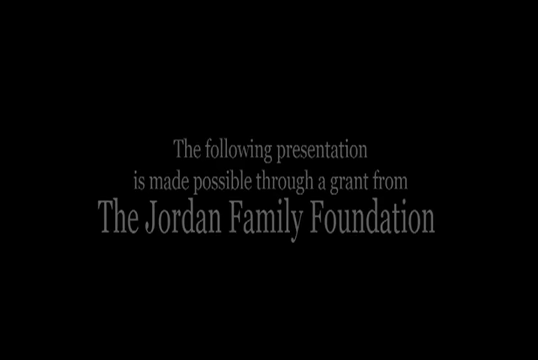 The following presentation
is made possible through a grant from
The Jordan Family Foundation